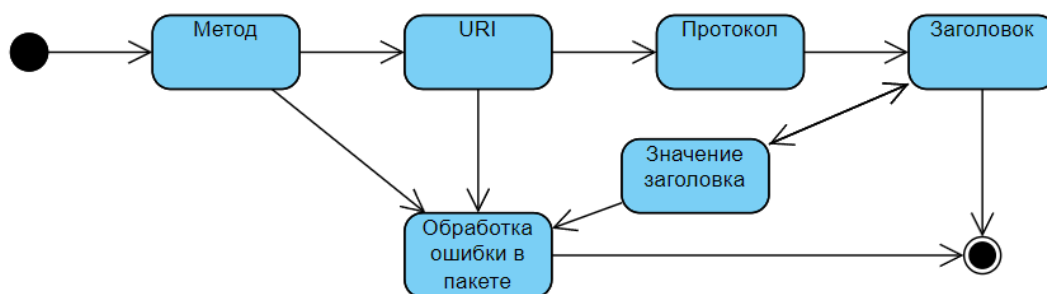 Метод
URI
Протокол
Заголовок
Значение
заголовка
Обработка
ошибки в
пакете